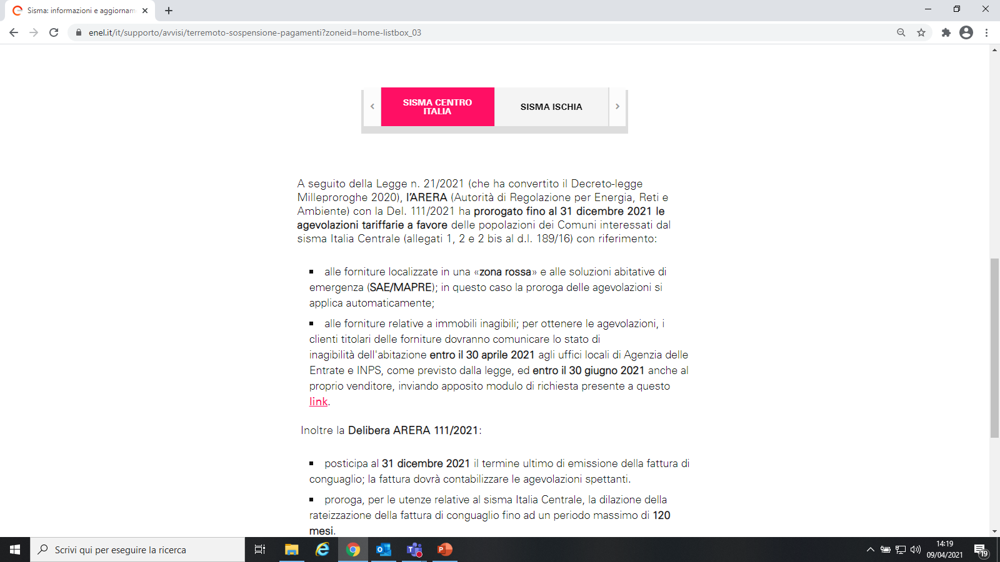 Sisma: informazioni e aggiornam
enel.it/it/supporto/avvisi/terremoto-sospensione-pagamenti?zoneid=home-listbox_03
SISMA CENTRO
ITALIA
SISMA ISCHIA
A seguito della Legge n. 21/2021 (che ha convertito il Decreto-legge
Milleproroghe 2020), l'ARERA (Autorità di Regolazione per Energia, Reti e
Ambiente) con la Del. 111/2021 ha prorogato fino al 31 dicembre 2021 le
agevolazioni tariffarie a favore delle popolazioni dei Comuni interessati dal
sisma Italia Centrale (allegati 1, 2 e 2 bis al d.l. 189/16) con riferimento:
▪ alle forniture localizzate in una «zona rossa» e alle soluzioni abitative di
emergenza (SAE/MAPRE); in questo caso la proroga delle agevolazioni si
applica automaticamente;
▪ alle forniture relative a immobili inagibili; per ottenere le agevolazioni, i
clienti titolari delle forniture dovranno comunicare lo stato di
inagibilità dell'abitazione entro il 30 aprile 2021 agli uffici locali di Agenzia delle
Entrate e INPS, come previsto dalla legge, ed entro il 30 giugno 2021 anche al
proprio venditore, inviando apposito modulo di richiesta presente a questo
link.
Inoltre la Delibera ARERA 111/2021:
▪ posticipa al 31 dicembre 2021 il termine ultimo di emissione della fattura di
conguaglio; la fattura dovrà contabilizzare le agevolazioni spettanti.
▪ proroga, per le utenze relative al sisma Italia Centrale, la dilazione della
rateizzazione della fattura di conguaglio fino ad un periodo massimo di 120
mesi.
Scrivi qui per eseguire la ricerca
14:19
09/04/2021
19